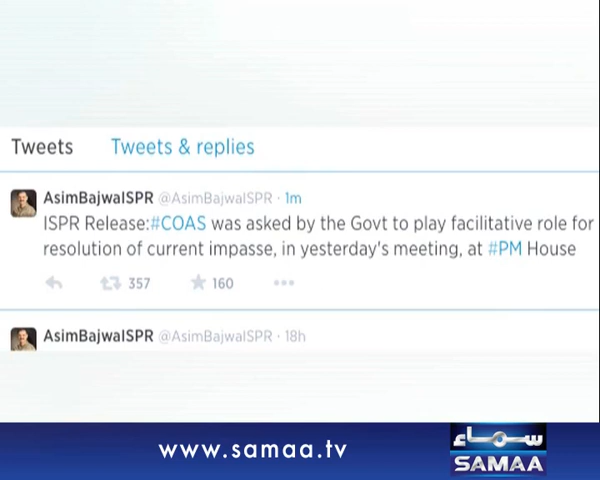 Tweets Tweets & replies
AsimBajwaISPR @AsimBajwaISPR · 1m
ISPR Release:#COAS was asked by the Govt to play facilitative role for
resolution of current impasse, in yesterday's meeting, at #PM House
357 160
AsimBajwaISPR @AsimBajwaISPR · 18h
www.samaa.tv
سماء
SAMAA